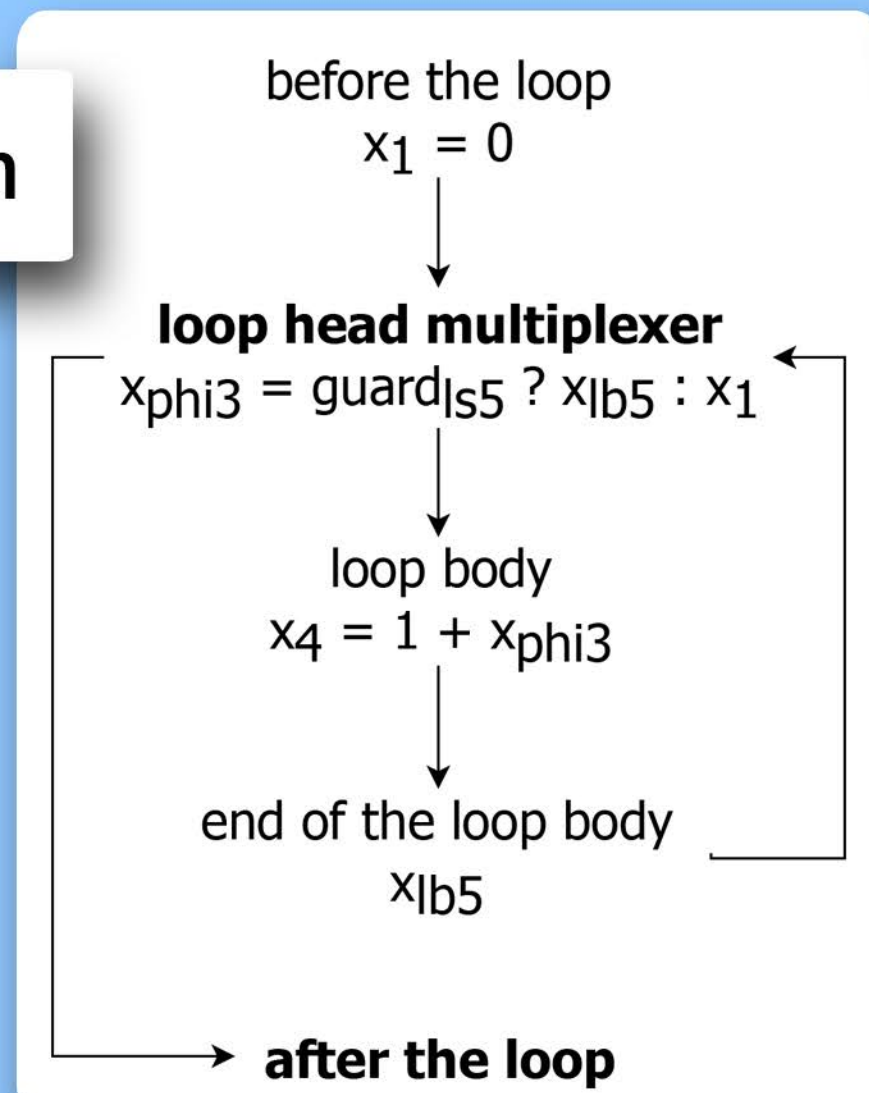 n
before the loop
x1 = 0
loop head multiplexer
xphi3 = guardls5 ? xlb5 : x1
loop body
x4 = 1 + xphi3
end of the loop body
xlb5
after the loop